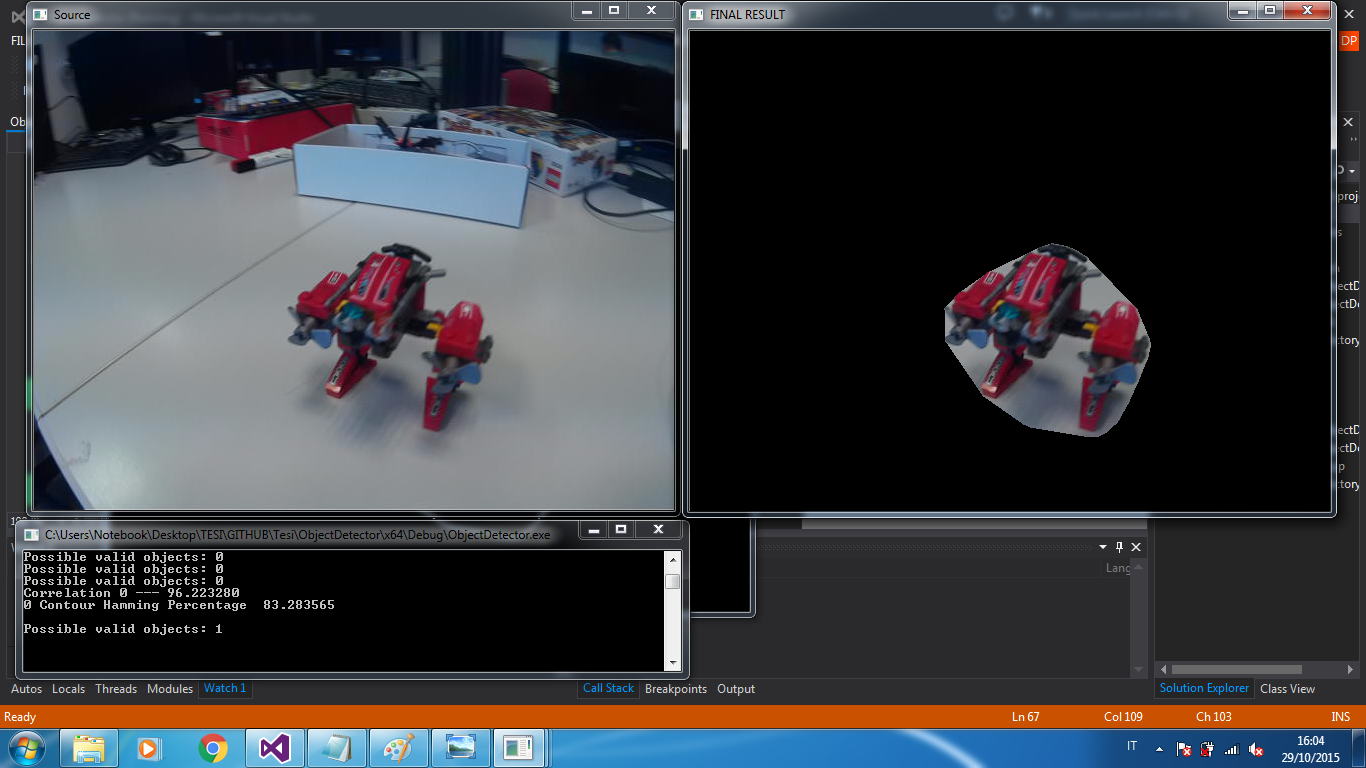 Source
FINAL RESULT
FIL
DP
Ob
proj
s
ectD
ectDe
ctory
ectD
ectDe
p
ctory
C:\Users\Notebook\Desktop\TESI\GITHUB\Tesi\ObjectDetector\x64\Debug\ObjectDetector.exe
Possible valid objects: 0
Possible valid objects: 0
Possible valid objects: 0
Correlation 0 --- 96.223280
0 Contour Hamming Percentage  83.283565
Possible valid objects: 1
Lang
Autos Locals Threads Modules Watch 1
Call Stack Breakpoints Output
Solution Explorer Class View
Ready
Ln 67 Col 109 Ch 103 INS
IT
16:04
29/10/2015